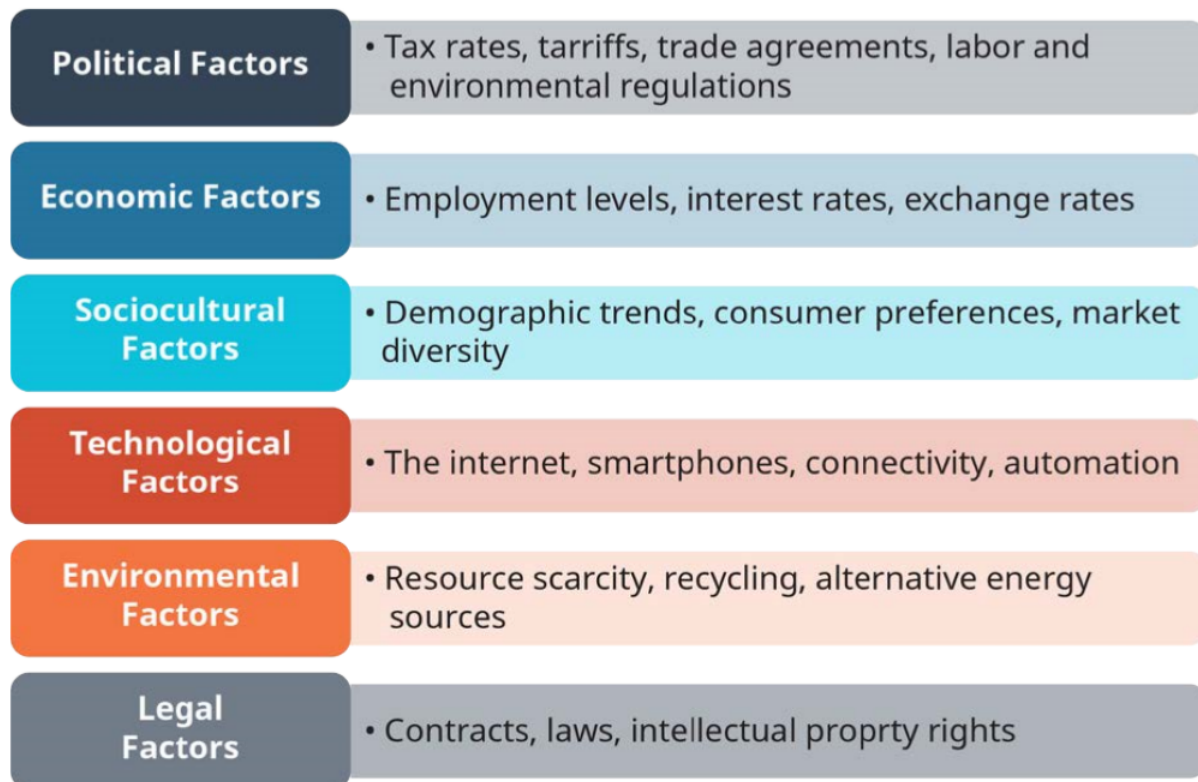 Political Factors
• Tax rates, tarriffs, trade agreements, labor and
environmental regulations
Economic Factors
• Employment levels, interest rates, exchange rates
Sociocultural
Factors
• Demographic trends, consumer preferences, market
diversity
Technological
Factors
• The internet, smartphones, connectivity, automation
Environmental
Factors
• Resource scarcity, recycling, alternative energy
sources
Legal
Factors
• Contracts, laws, intellectual proprty rights